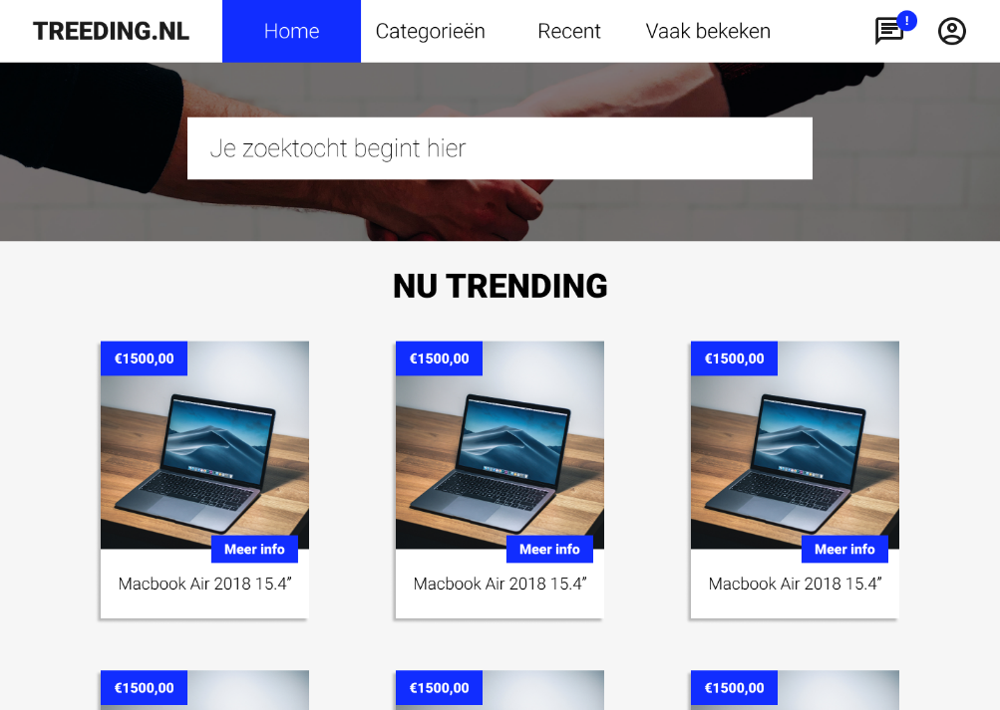 TREEDING.NL Home Categorieën Recent Vaak bekeken !
Je zoektocht begint hier
NU TRENDING
€1500,00 €1500,00 €1500,00
Meer info Meer info Meer info
Macbook Air 2018 15.4” Macbook Air 2018 15.4” Macbook Air 2018 15.4”
€1500,00 €1500,00 €1500,00